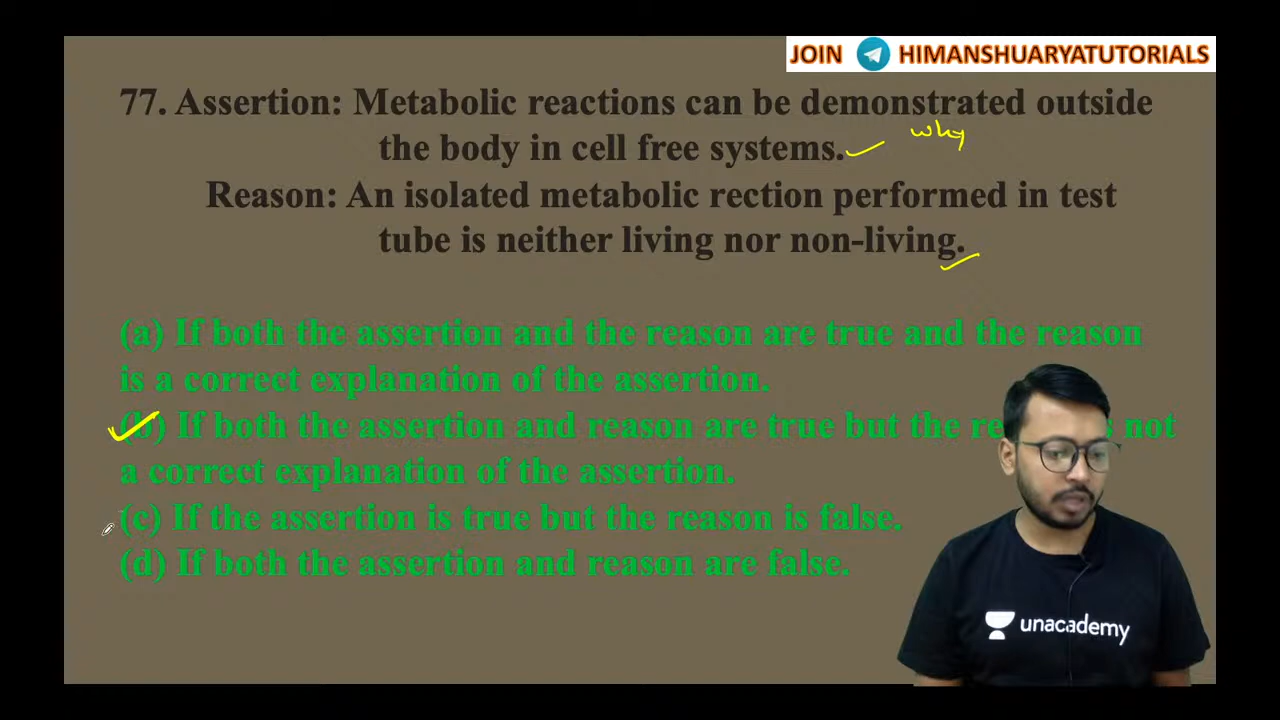 JOIN HIMANSHUARYATUTORIALS
77. Assertion: Metabolic reactions can be demonstrated outside
the body in cell free systems.
why
Reason: An isolated metabolic rection performed in test
tube is neither living nor non-living.
(a) If both the assertion and the reason are true and the reason
is a correct explanation of the assertion.
(b) If both the assertion and reason are true but the not
a correct explanation of the assertion.
(c) If the assertion is true but the reason is false.
(d) If both the assertion and reason are false.
unacademy